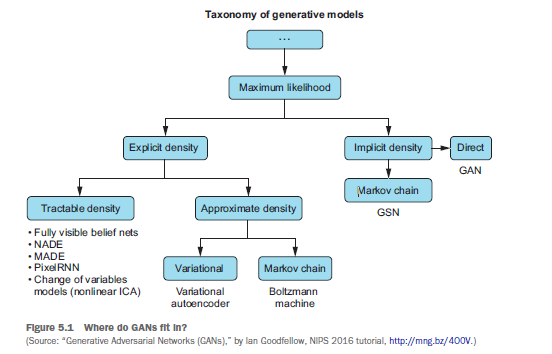 Taxonomy of generative models
...
Maximum likelihood
Explicit density
Implicit density
Direct
GAN
Tractable density
Approximate density
Markov chain
GSN
• Fully visible belief nets
• NADE
• MADE
• PixelRNN
• Change of variables
models (nonlinear ICA)
Variational
Markov chain
Variational
autoencoder
Boltzmann
machine
Figure 5.1 Where do GANs fit in?
(Source: “Generative Adversarial Networks (GANs),” by Ian Goodfellow, NIPS 2016 tutorial, http://mng.bz/4O0V.)